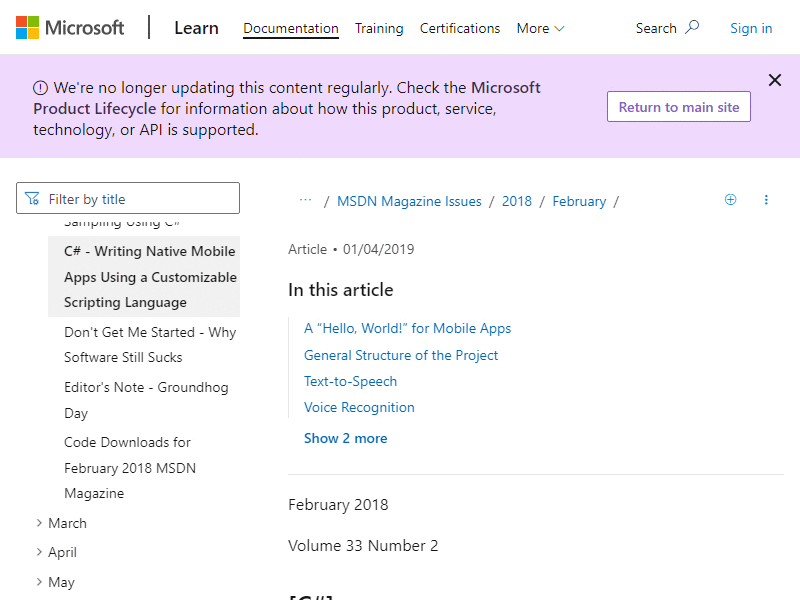 Microsoft
Learn
Documentation
Training
Certifications
More
Search
Sign in
We're no longer updating this content regularly. Check the Microsoft
Product Lifecycle for information about how this product, service,
technology, or API is supported.
Return to main site
Filter by title
Sampling Using C#
C# - Writing Native Mobile
Apps Using a Customizable
Scripting Language
Don't Get Me Started - Why
Software Still Sucks
Editor's Note - Groundhog
Day
Code Downloads for
February 2018 MSDN
Magazine
March
April
May
... / MSDN Magazine Issues / 2018 / February /
Article • 01/04/2019
In this article
A “Hello, World!” for Mobile Apps
General Structure of the Project
Text-to-Speech
Voice Recognition
Show 2 more
February 2018
Volume 33 Number 2
[C#]